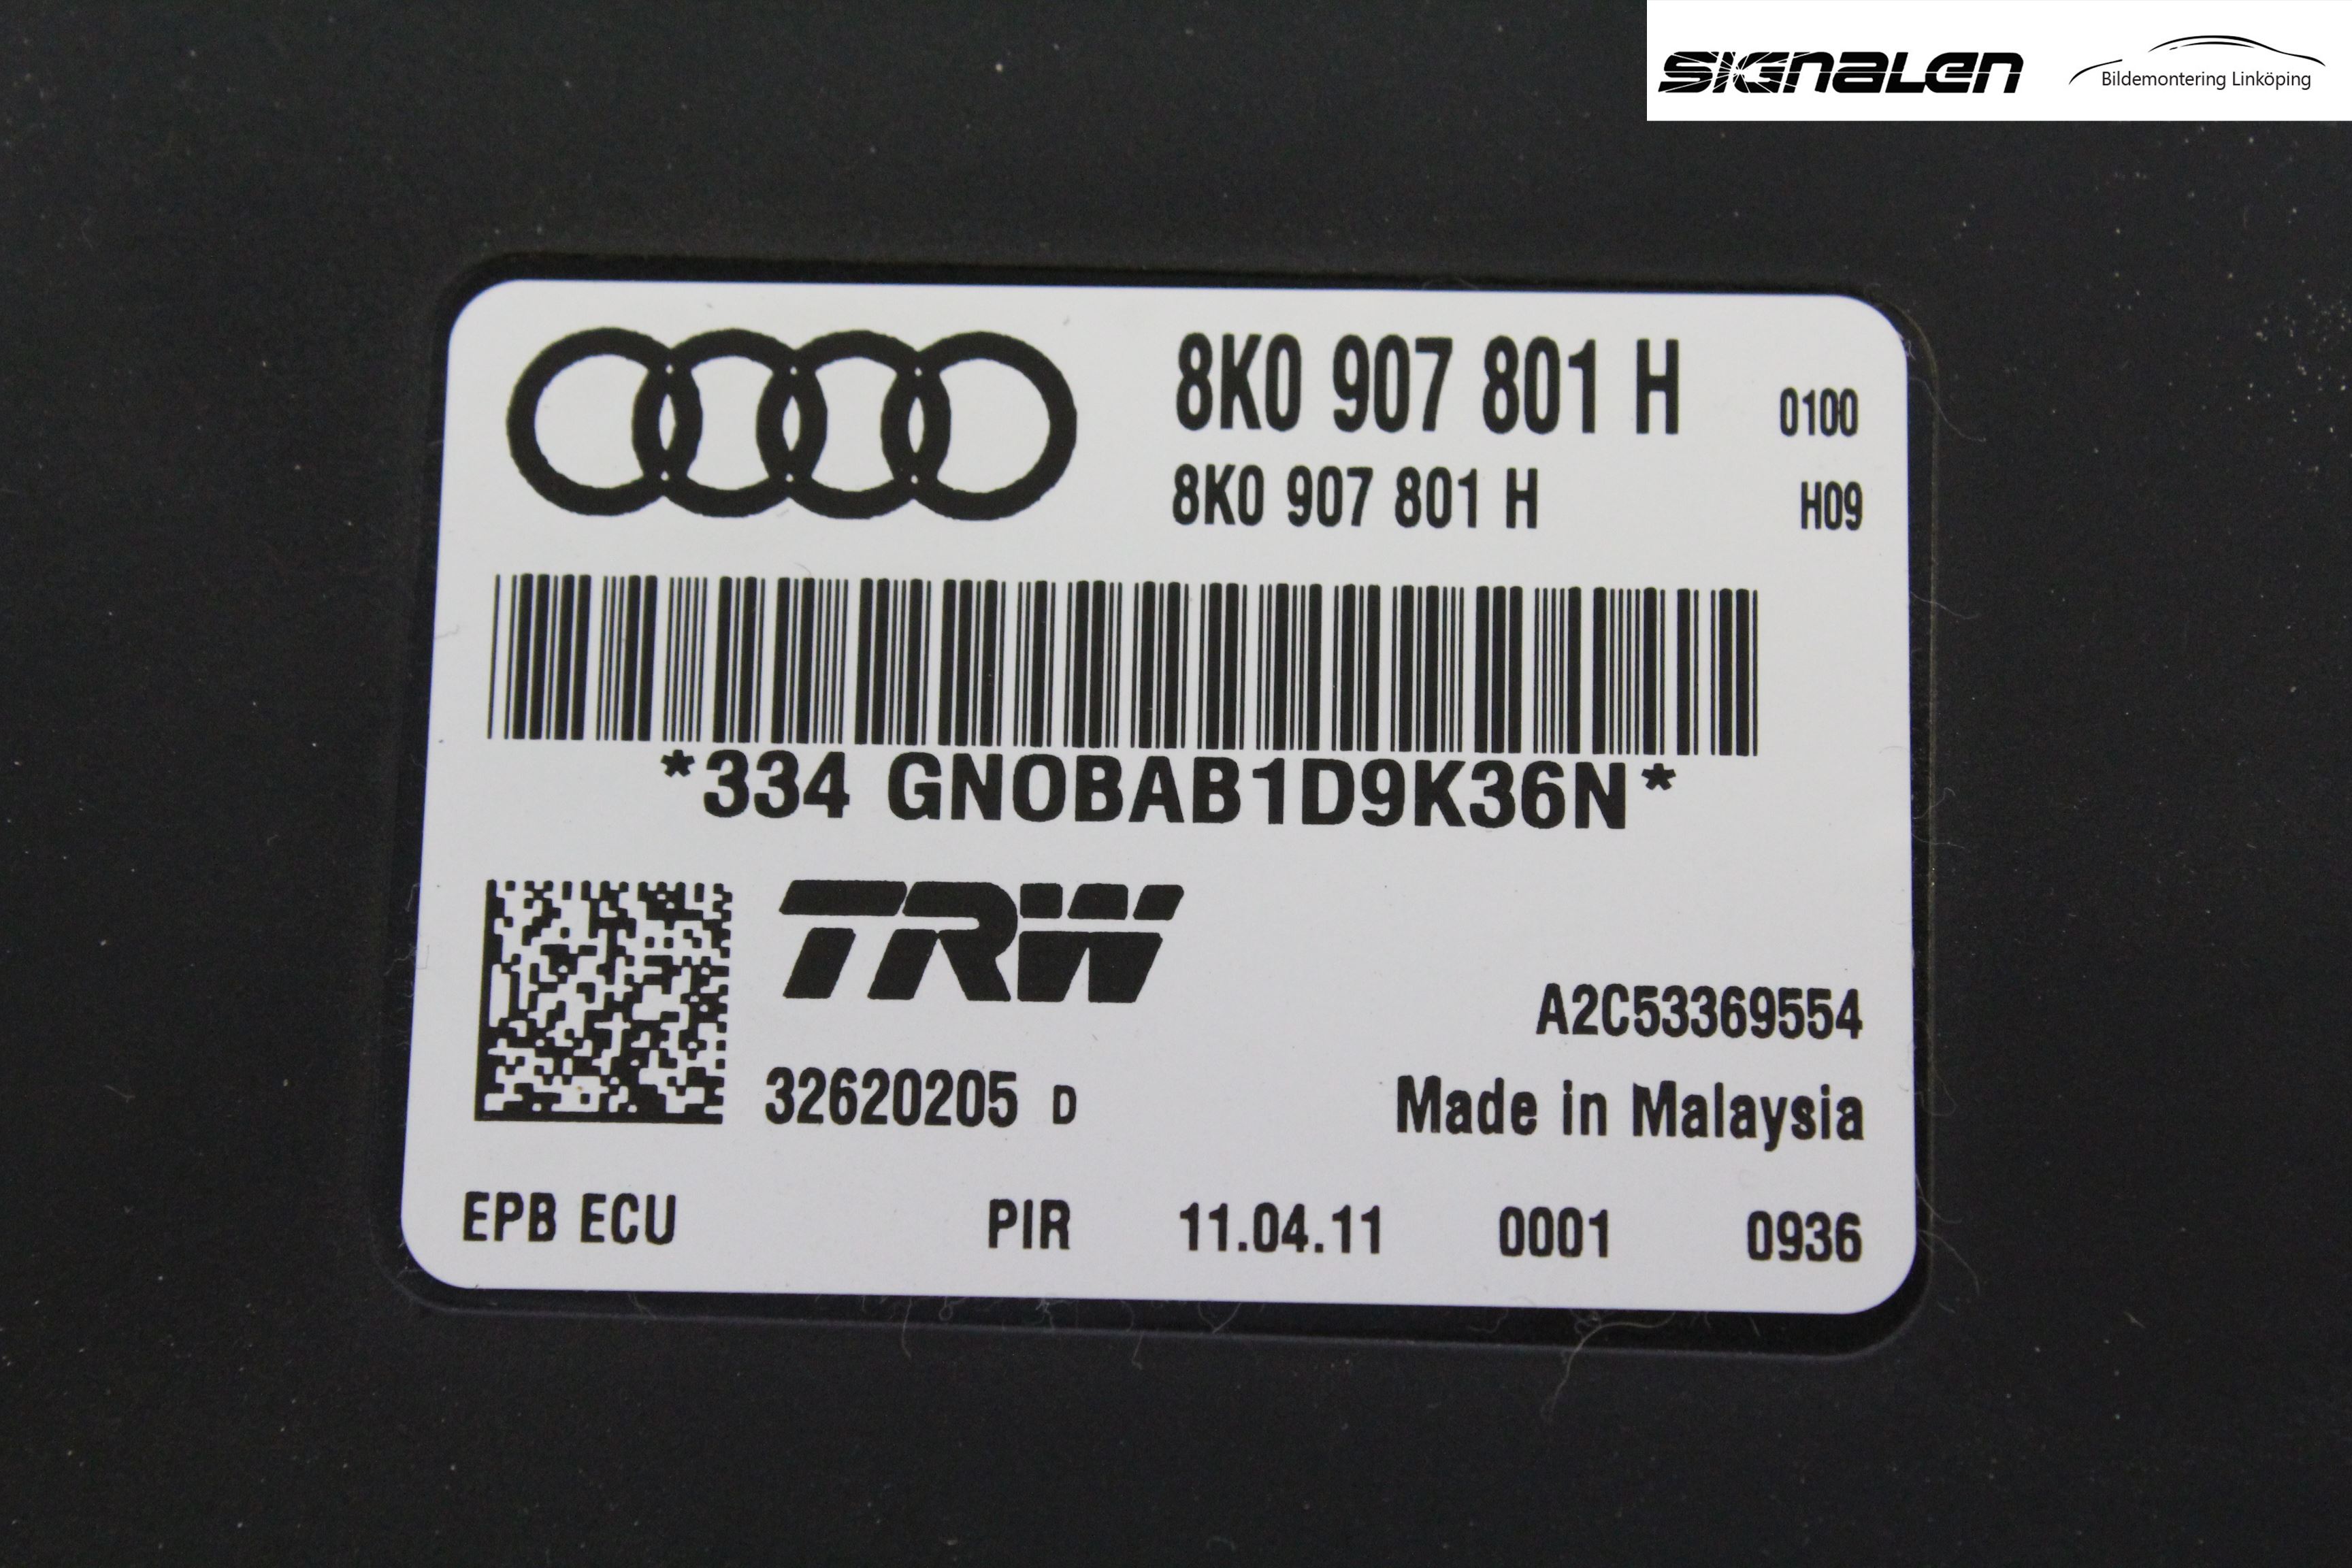 SIGNALEN
Bildemontering Linköping
8K0 907 801 H 0100
8K0 907 801 H H09
*334 GN0BAB1D9K36N*
TRW
A2C53369554
32620205 D
Made in Malaysia
EPB ECU PIR 11.04.11 0001 0936